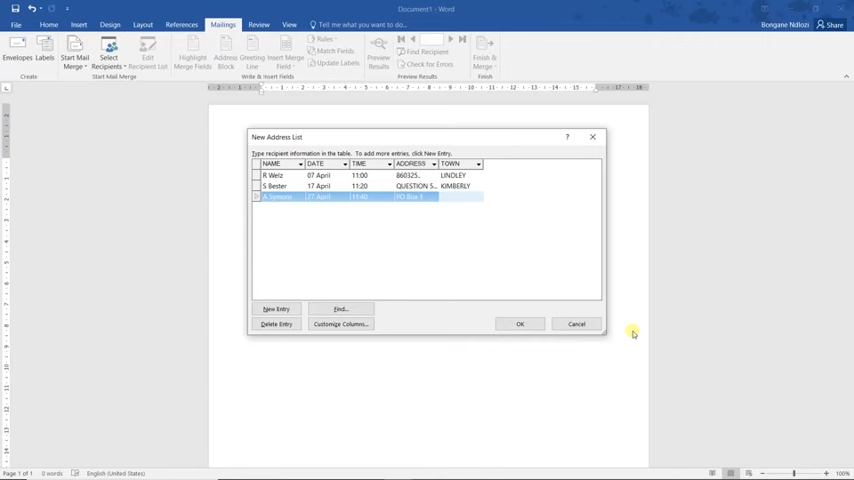 Document1 - Word
Bongane Ndlozi
File Home Insert Design Layout References Mailings Review View Tell me what you want to do... Share
Envelopes Labels Start Mail Merge Select Recipients Edit Recipient List Highlight Merge Fields Address Block Greeting Line Insert Merge Field Rules Match Fields Update Labels Preview Results Find Recipient Check for Errors Finish & Merge
Create Start Mail Merge Write & Insert Fields Preview Results Finish
New Address List
Type recipient information in the table. To add more entries, click New Entry.
NAME DATE TIME ADDRESS TOWN
R Welz 07 April 11:00 860325.. LINDLEY
S Bester 17 April 11:20 QUESTION S... KIMBERLY
A Symons 27 April 11:40 PO Box 5
New Entry Find...
Delete Entry Customize Columns... OK Cancel
Page 1 of 1 0 words English (United States) 100%